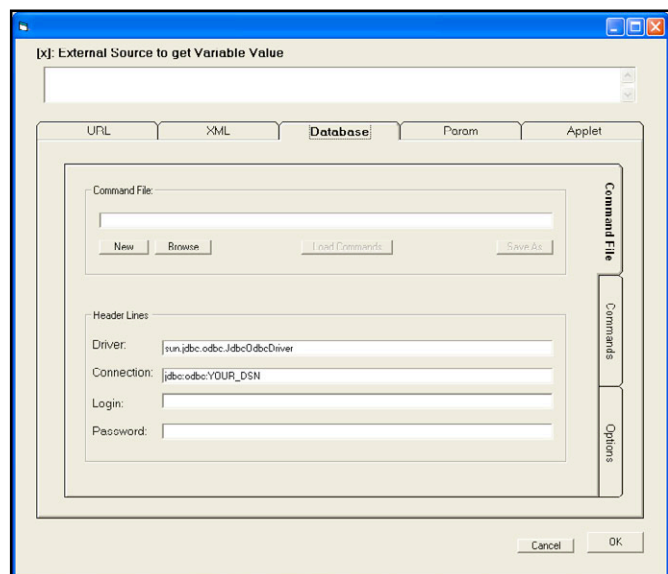 [x]: External Source to get Variable Value
URL XML Database Param Applet
Command File:
New Browse Load Commands Save As
Header Lines
Driver: sun.jdbc.odbc.JdbcOdbcDriver
Connection: jdbc:odbc:YOUR_DSN
Login:
Password:
Command File
Commands
Options
Cancel OK